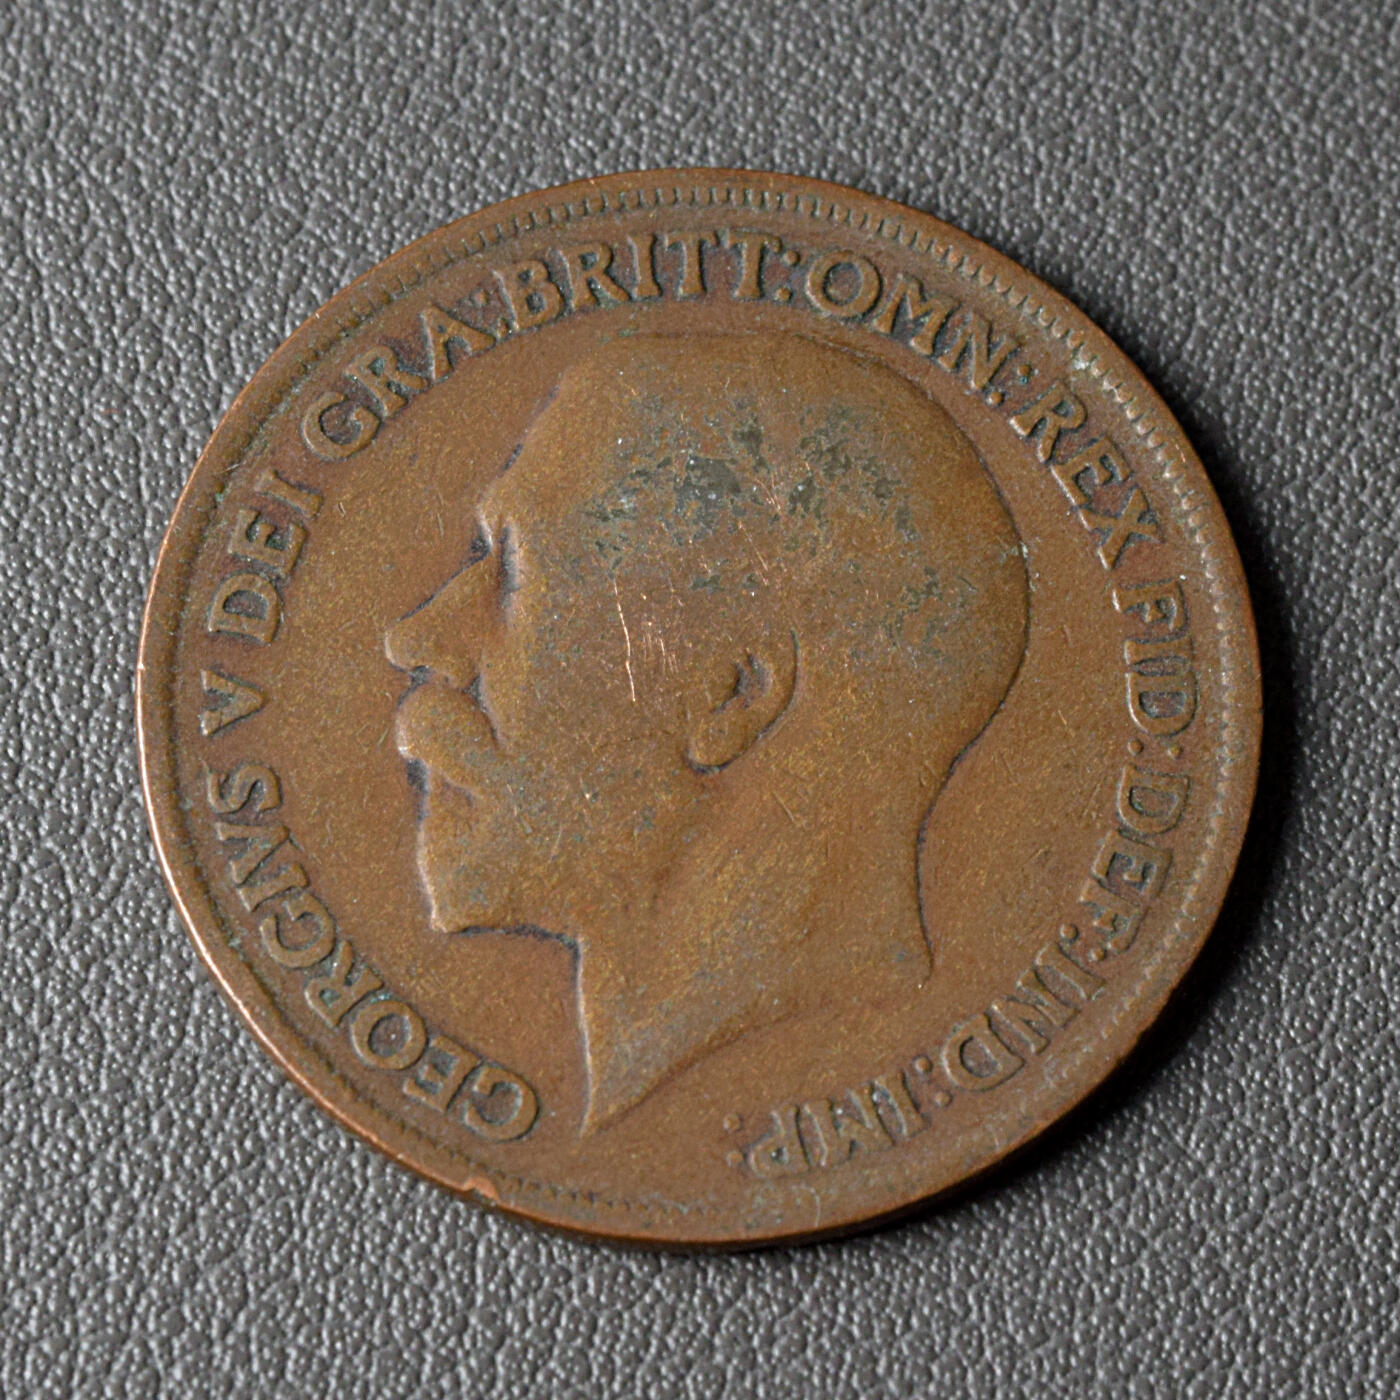 GEORGIVS V DEI GRA:BRITT:OMN:REX FID:DEF:IND:IMP: